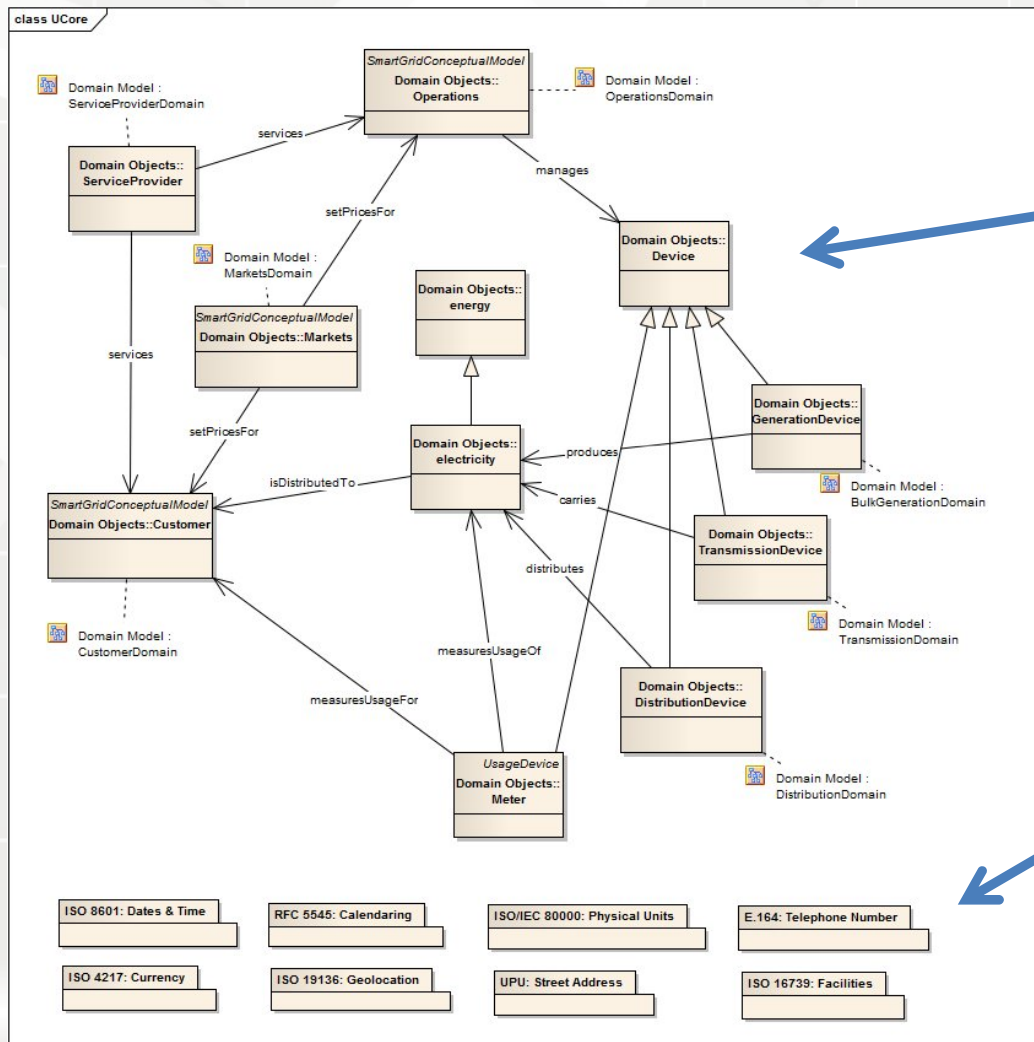 class UCore
SmartGridConceptualModel
Domain Objects::
Operations
Domain Model :
OperationsDomain
Domain Model :
ServiceProviderDomain
services
Domain Objects::
ServiceProvider
manages
setPricesFor
Domain Objects::
Device
Domain Model :
MarketsDomain
Domain Objects::
energy
SmartGridConceptualModel
Domain Objects::Markets
services
Domain Objects::
GenerationDevice
setPricesFor
Domain Objects::
electricity
produces
isDistributedTo
Domain Model :
BulkGenerationDomain
SmartGridConceptualModel
Domain Objects::Customer
carries
Domain Objects::
TransmissionDevice
distributes
Domain Model :
TransmissionDomain
Domain Model :
CustomerDomain
measuresUsageOf
Domain Objects::
DistributionDevice
measuresUsageFor
UsageDevice
Domain Objects::
Meter
Domain Model :
DistributionDomain
ISO 8601: Dates & Time
RFC 5545: Calendaring
ISO/IEC 80000: Physical Units
E.164: Telephone Number
ISO 4217: Currency
ISO 19136: Geolocation
UPU: Street Address
ISO 16739: Facilities